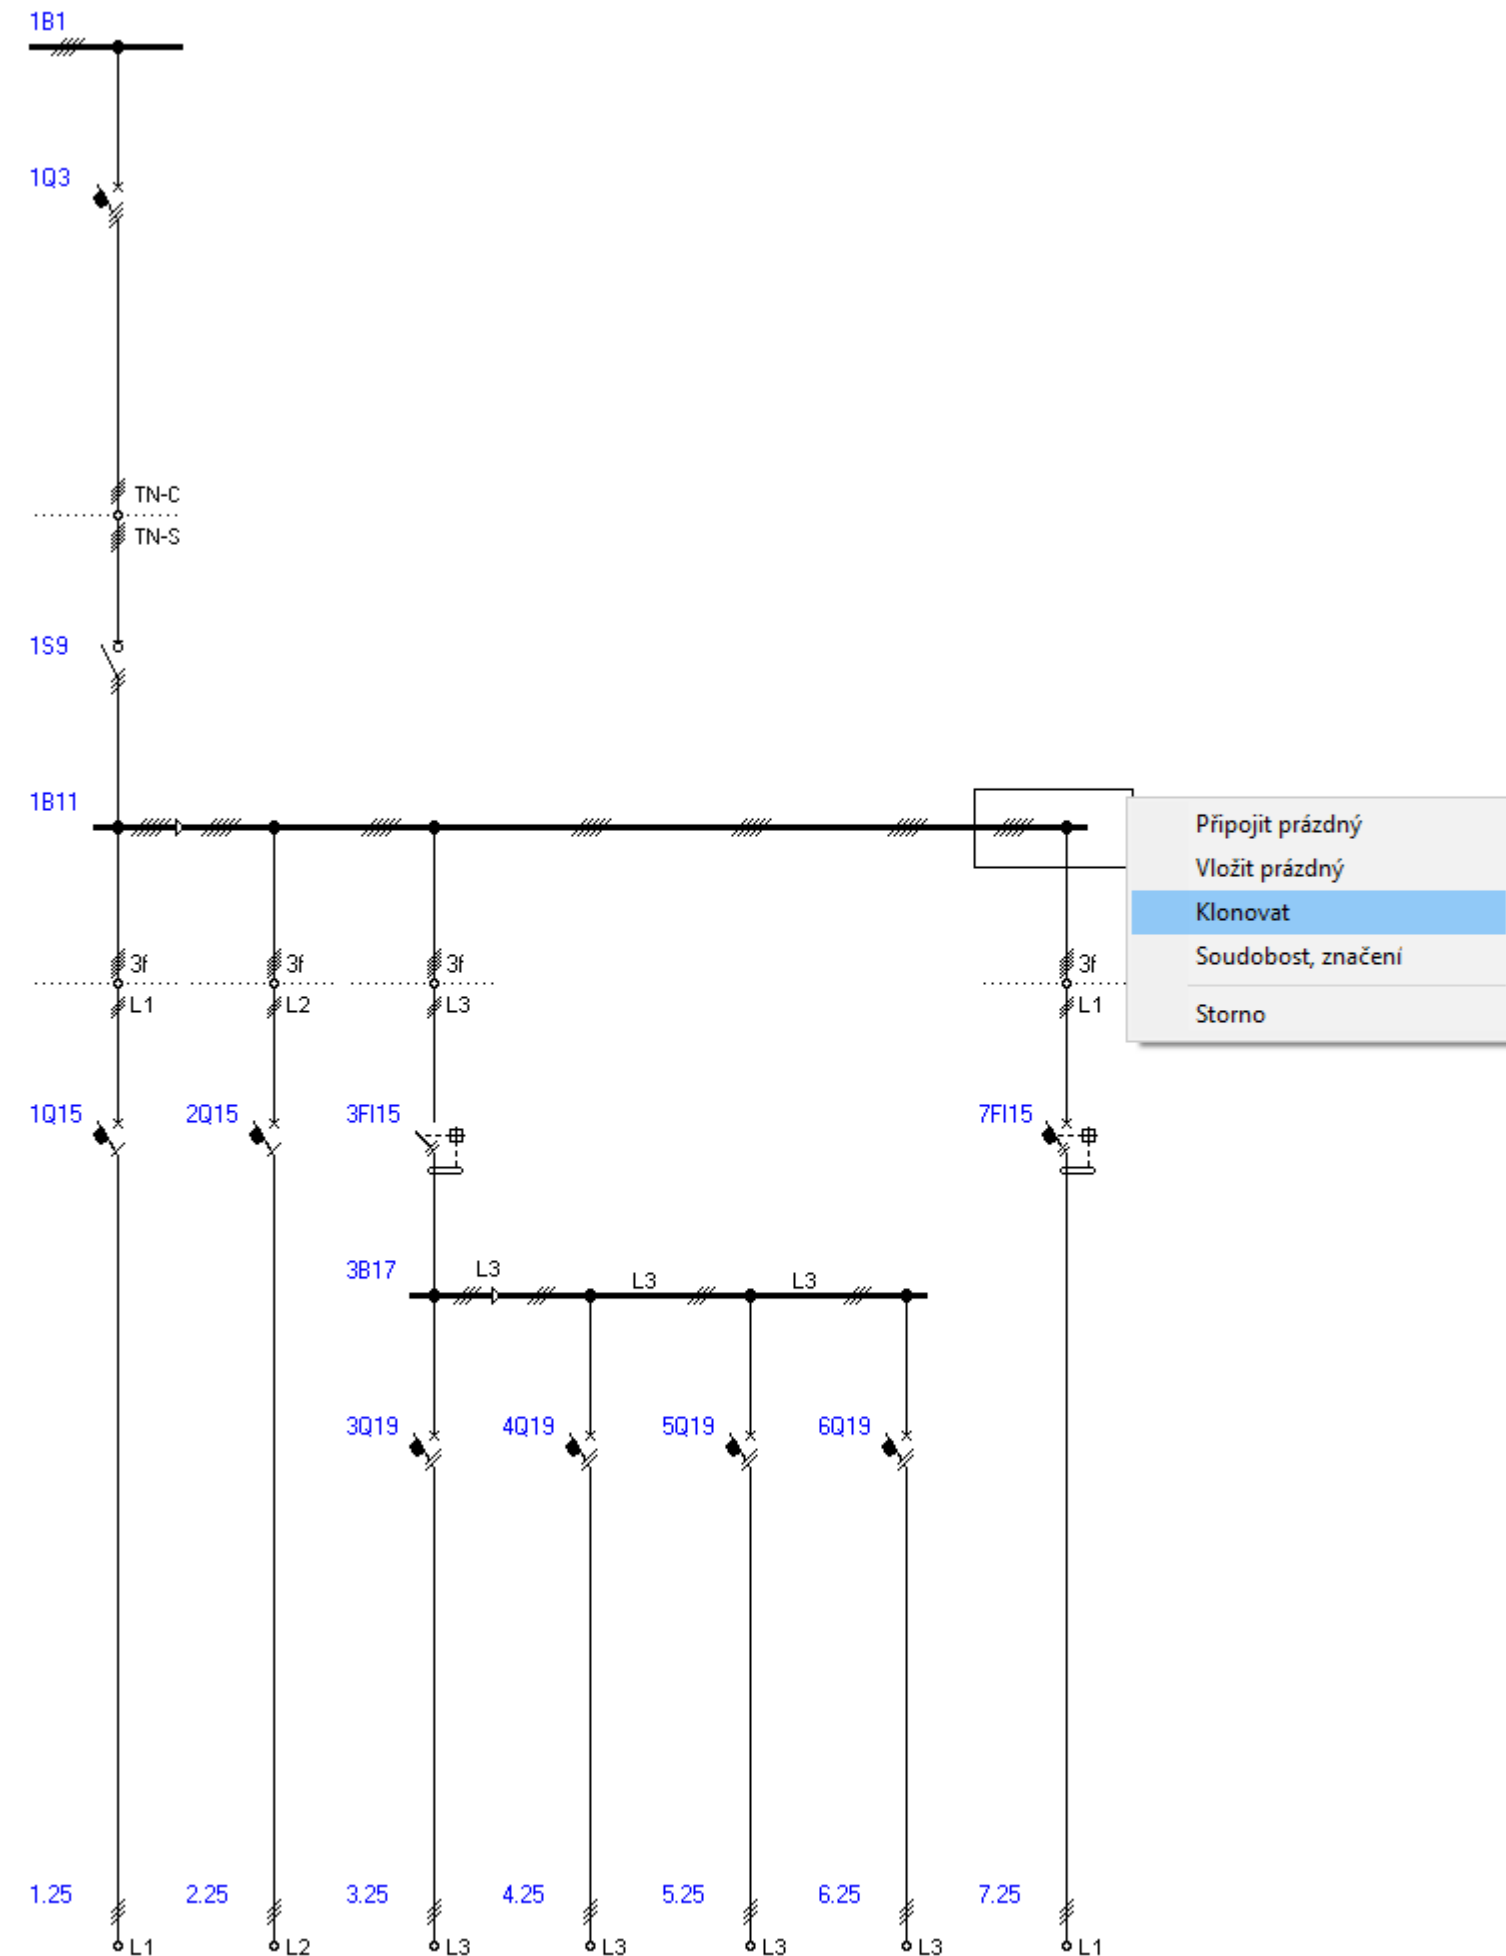 1B1
1Q3
TN-C
TN-S
1S9
1B11
Připojit prázdný
Vložit prázdný
Klonovat
Soudobost, značení
Storno
3f 3f 3f 3f
L1 L2 L3 L1
1Q15 2Q15 3FI15 7FI15
3B17 L3 L3 L3
3Q19 4Q19 5Q19 6Q19
1.25 2.25 3.25 4.25 5.25 6.25 7.25
L1 L2 L3 L3 L3 L3 L1